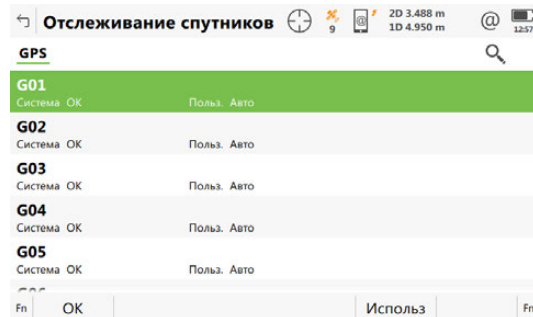 Отслеживание спутников 9 @ 2D 3.488 m @ 12:57
1D 4.950 m
GPS
G01
Система OK Польз. Авто
G02
Система OK Польз. Авто
G03
Система OK Польз. Авто
G04
Система OK Польз. Авто
G05
Система OK Польз. Авто
Fn OK Использ Fn